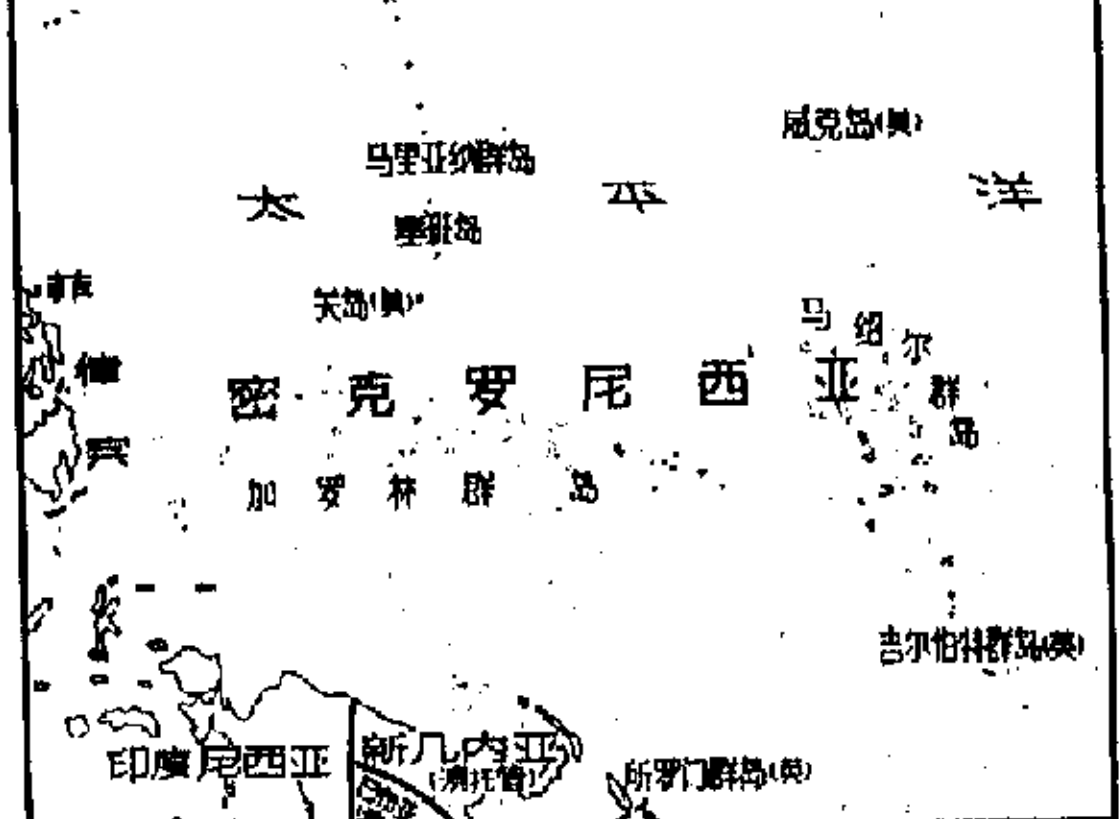 威克岛(美)
马里亚纳群岛
太平洋
塞班岛
菲律宾
关岛(美)
马绍尔群岛
密克罗尼西亚
加罗林群岛
吉尔伯特群岛(英)
新几内亚
印度尼西亚
(澳托管)
所罗门群岛(英)